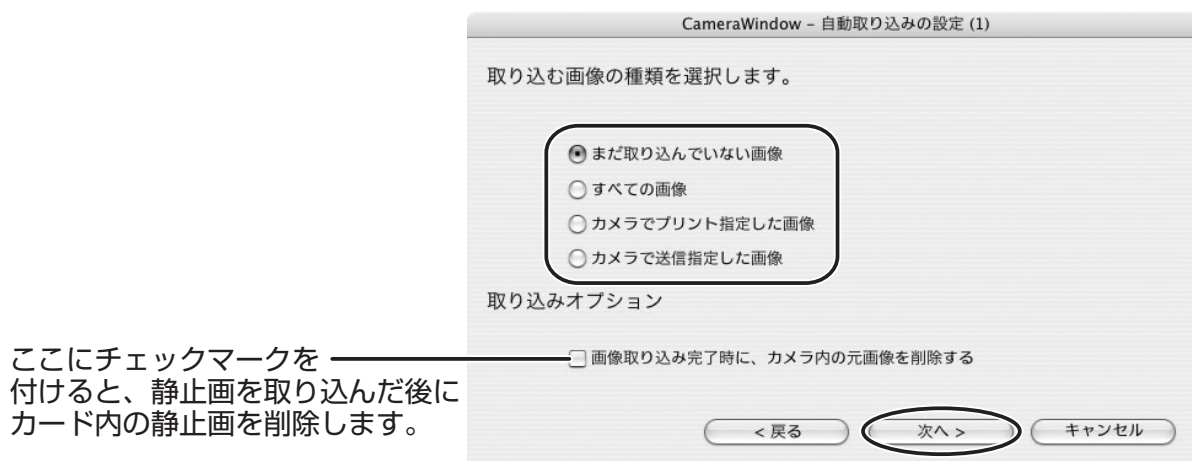 CameraWindow – 自動取り込みの設定 (1)
取り込む画像の種類を選択します。
まだ取り込んでいない画像
すべての画像
カメラでプリント指定した画像
カメラで送信指定した画像
取り込みオプション
画像取り込み完了時に、カメラ内の元画像を削除する
ここにチェックマークを
付けると、静止画を取り込んだ後に
カード内の静止画を削除します。
< 戻る
次へ >
キャンセル